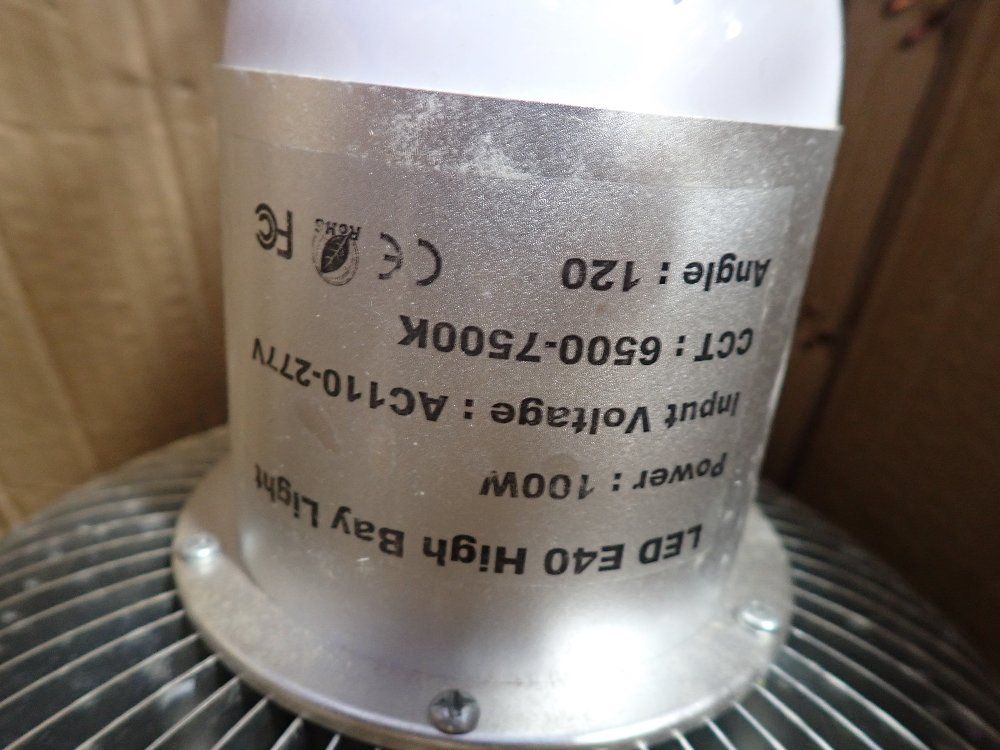 LED E40 High Bay Light
Power : 100W
Input Voltage : AC110-277V
CCT : 6500-7500K
Angle : 120
CE RoHS FC